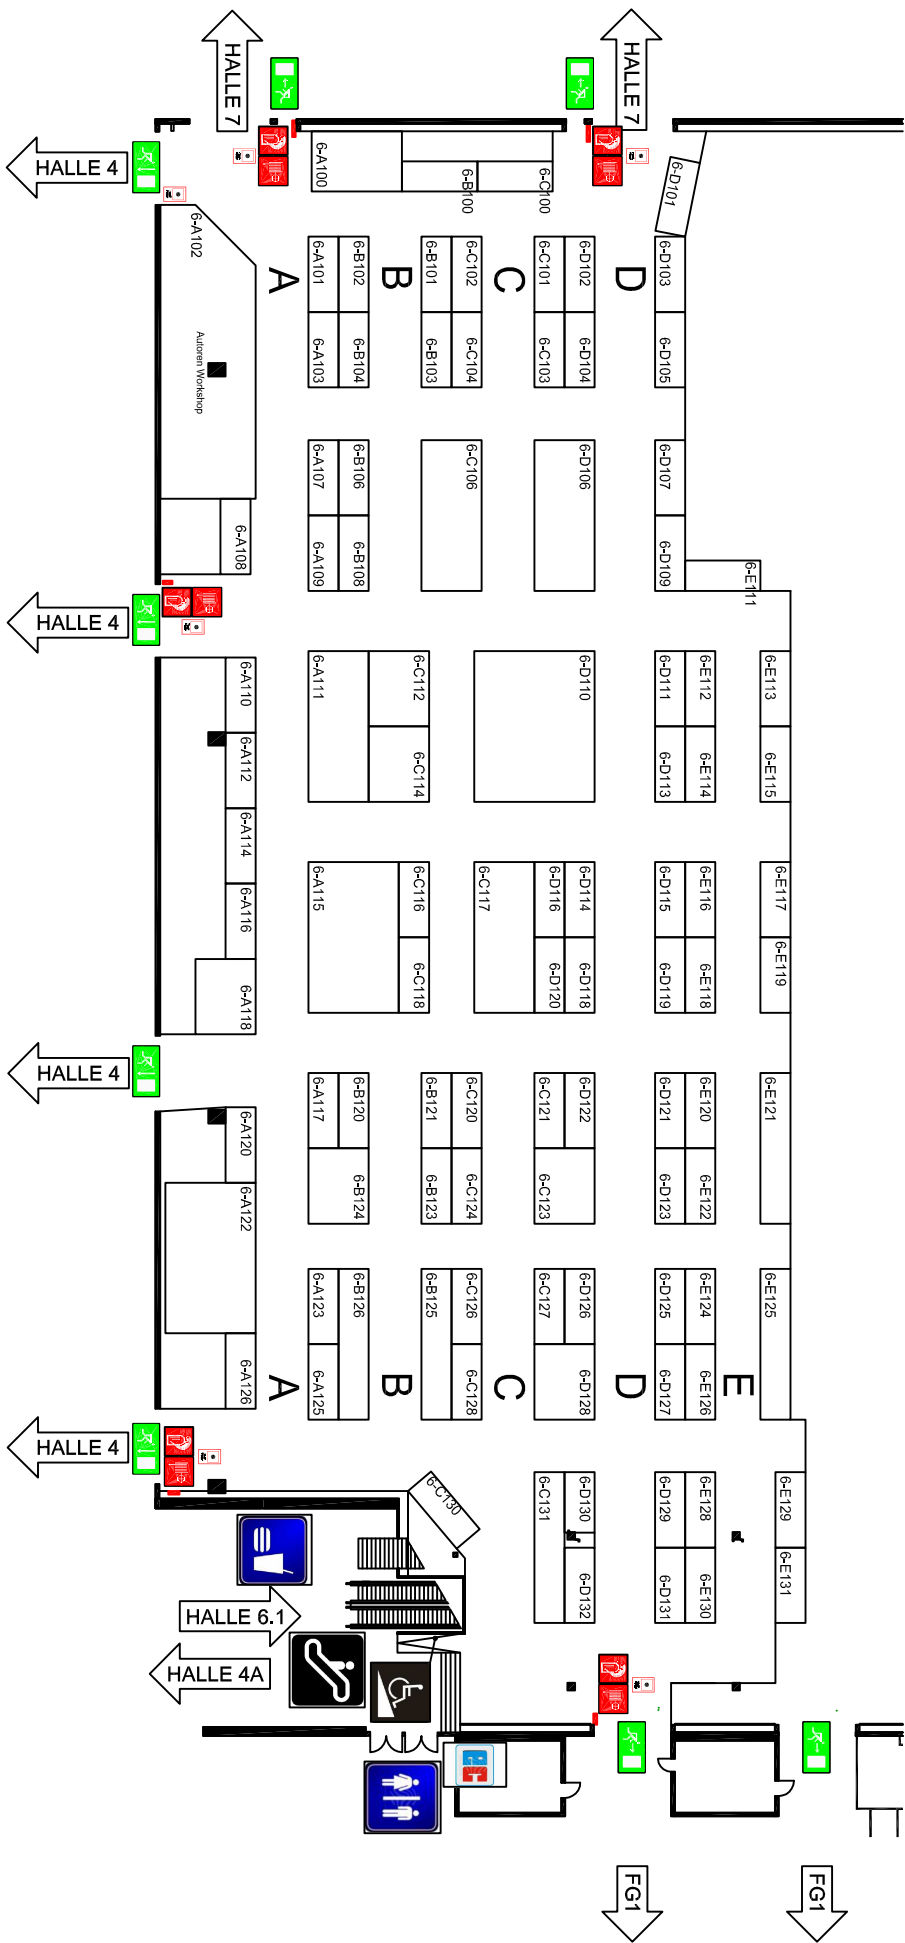 HALLE 7
HALLE 7
HALLE 4
6-A100
6-B100
6-C100
6-D101
6-A102
Autoren Workshop
A
6-A101
6-B102
B
6-B101
6-C102
C
6-C101
6-D102
D
6-D103
6-A103
6-B104
6-B103
6-C104
6-C103
6-D104
6-D105
6-A107
6-B106
6-C106
6-D106
6-D107
6-A108
6-A109
6-B108
6-D109
6-E111
HALLE 4
6-A110
6-A111
6-C112
6-D110
6-D111
6-E112
6-E113
6-A112
6-C114
6-D113
6-E114
6-E115
6-A114
6-A115
6-C116
6-C117
6-D116
6-D114
6-D115
6-E116
6-E117
6-A116
6-C118
6-D120
6-D118
6-D119
6-E118
6-E119
6-A118
HALLE 4
6-A117
6-B120
6-B121
6-C120
6-C121
6-D122
6-D121
6-E120
6-E121
6-A120
6-B124
6-B123
6-C124
6-C123
6-D123
6-E122
6-A122
6-A123
6-B126
6-B125
6-C126
6-C127
6-D126
6-D125
6-E124
6-E125
6-A126
A
6-A125
B
6-C128
C
6-D128
D
6-D127
6-E126
E
HALLE 4
6-C130
6-C131
6-D130
6-D129
6-E128
6-E129
6-D132
6-D131
6-E130
6-E131
HALLE 6.1
HALLE 4A
FG1
FG1